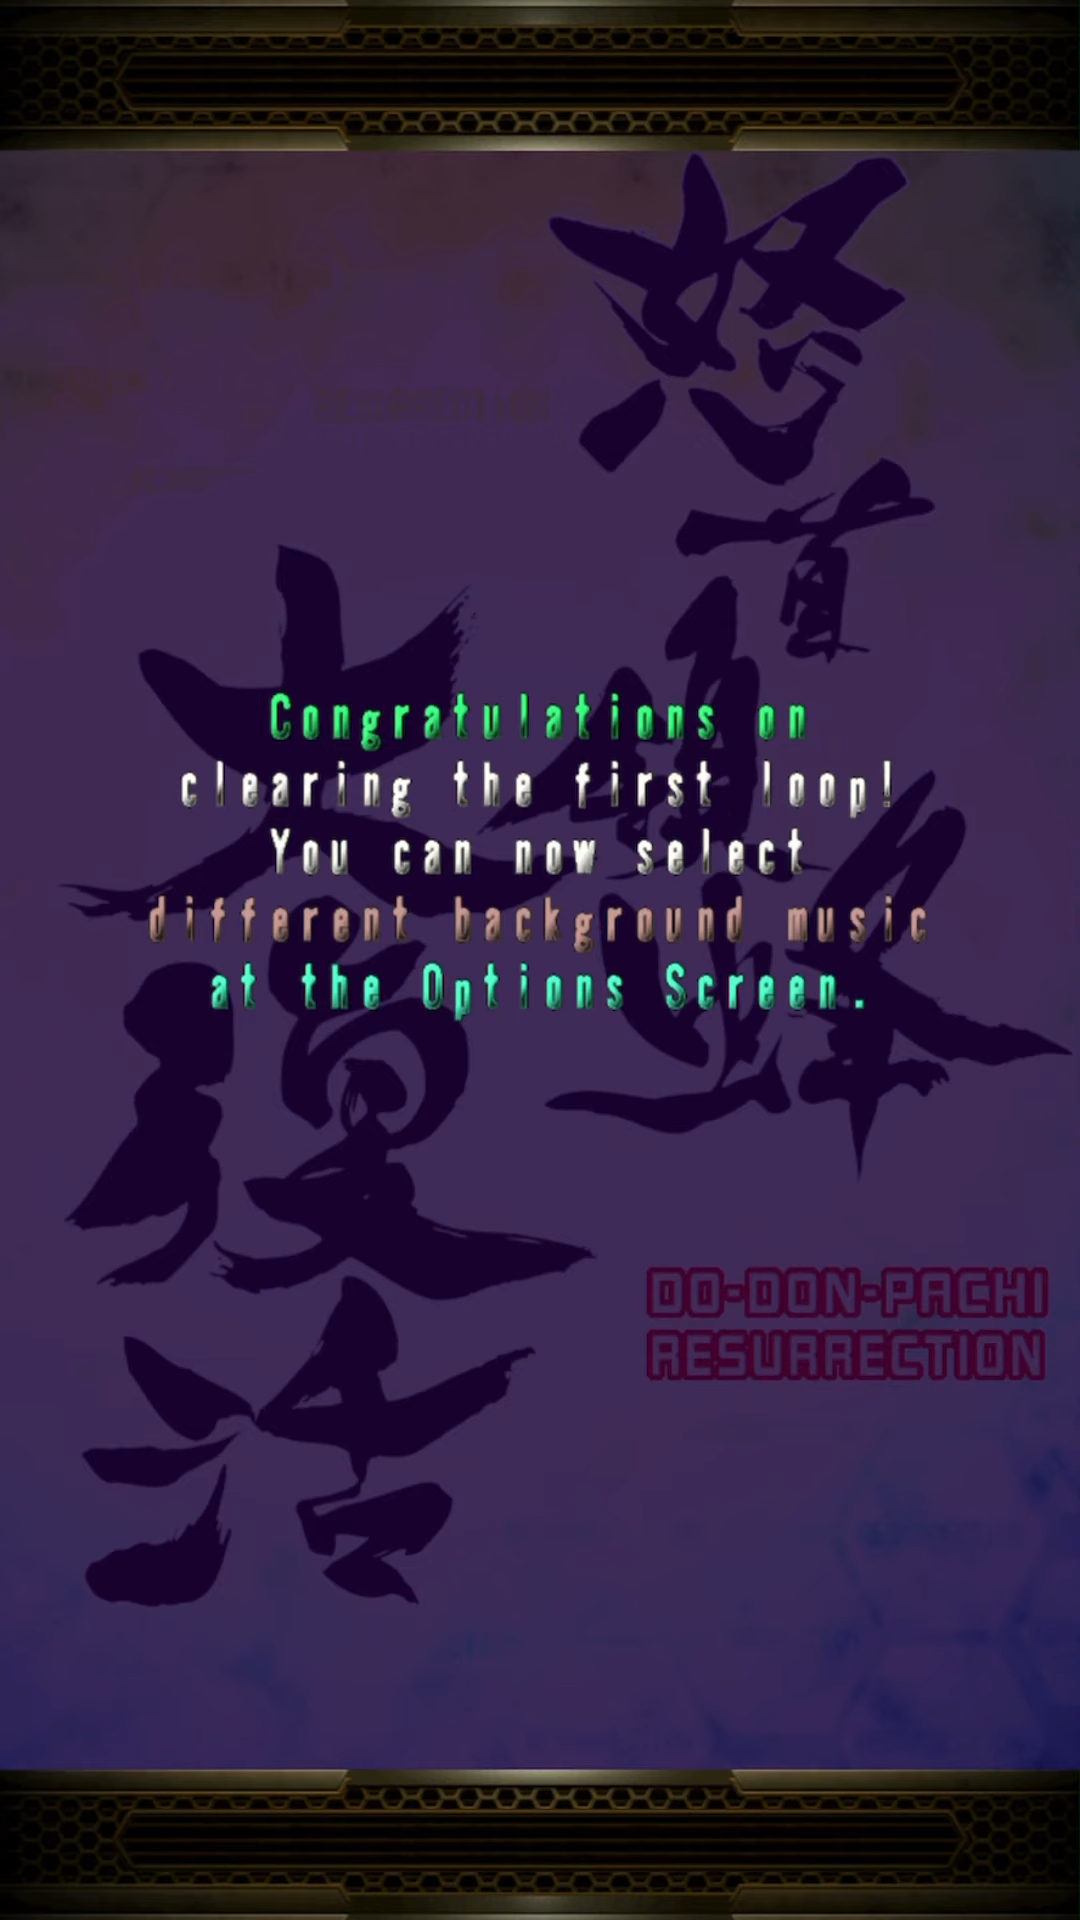 怒首領蜂
大復活
Congratulations on
clearing the first loop!
You can now select
different background music
at the Options Screen.
DO-DON-PACHI
RESURRECTION